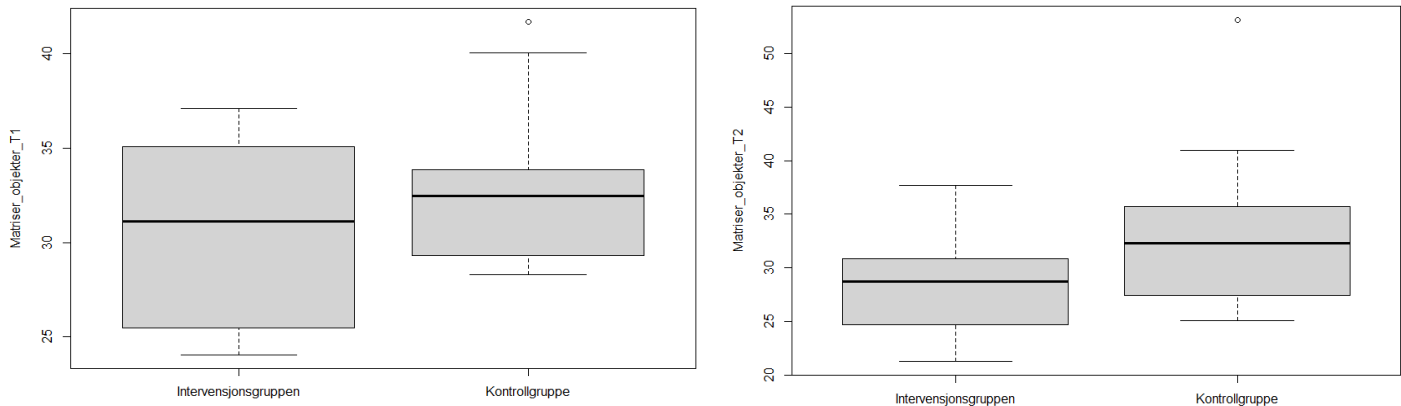 Matriser_objekter_T1
40
35
30
25
Intervensjonsgruppen
Kontrollgruppe
Matriser_objekter_T2
50
45
40
35
30
25
20
Intervensjonsgruppen
Kontrollgruppe